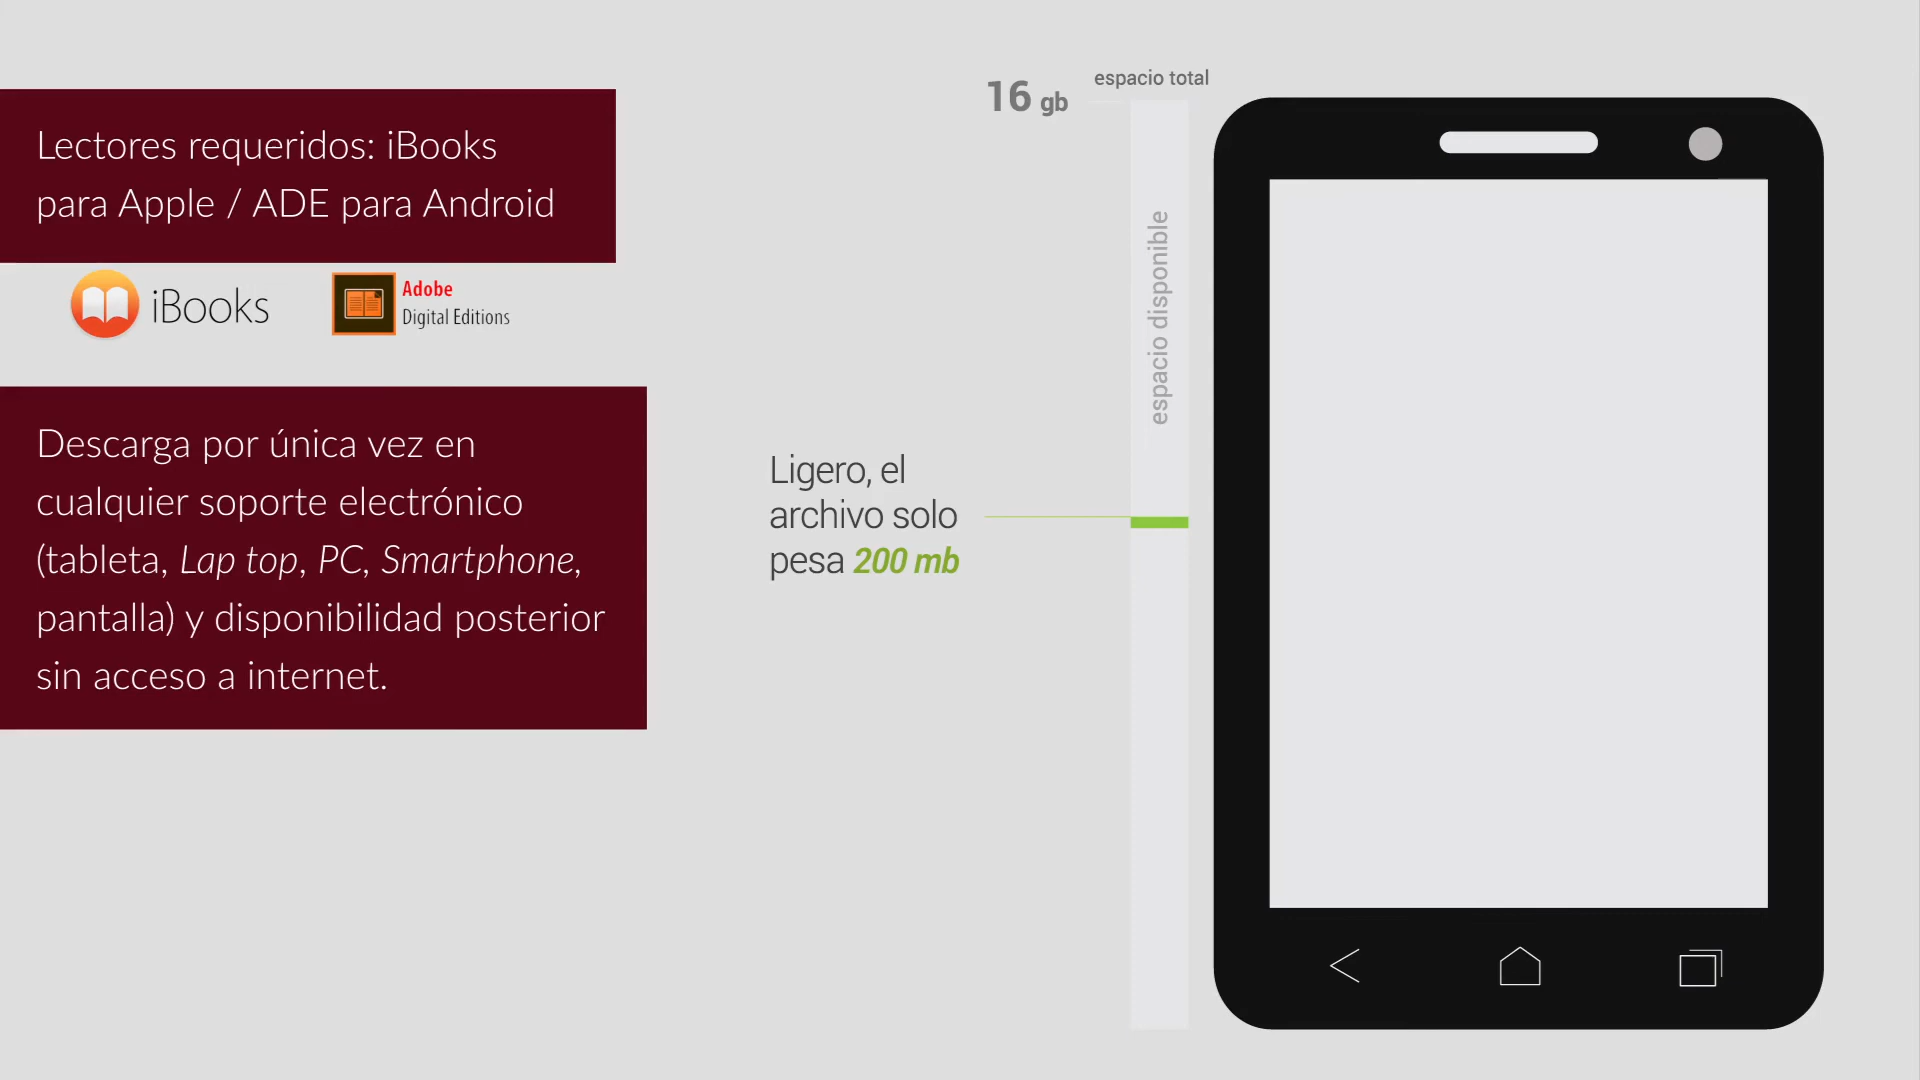 Lectores requeridos: iBooks
para Apple / ADE para Android
iBooks
Adobe
Digital Editions
Descarga por única vez en
cualquier soporte electrónico
(tableta, Lap top, PC, Smartphone,
pantalla) y disponibilidad posterior
sin acceso a internet.
16 gb
espacio total
espacio disponible
Ligero, el
archivo solo
pesa 200 mb